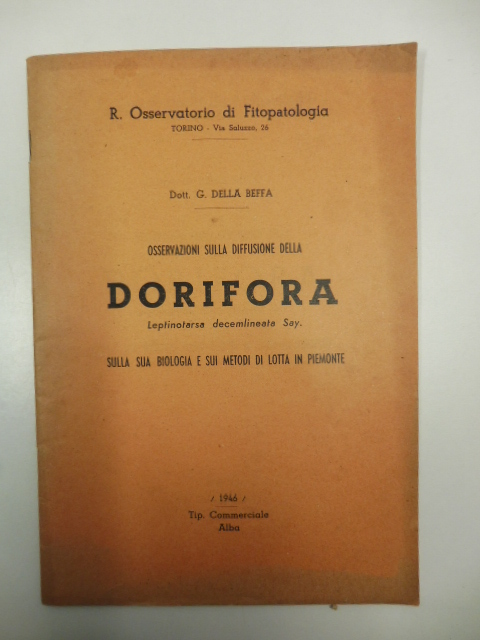 R. Osservatorio di Fitopatologia
TORINO - Via Saluzzo, 26
Dott. G. DELLA BEFFA
OSSERVAZIONI SULLA DIFFUSIONE DELLA
DORIFORA
Leptinotarsa decemlineata Say.
SULLA SUA BIOLOGIA E SUI METODI DI LOTTA IN PIEMONTE
/ 1946 /
Tip. Commerciale
Alba